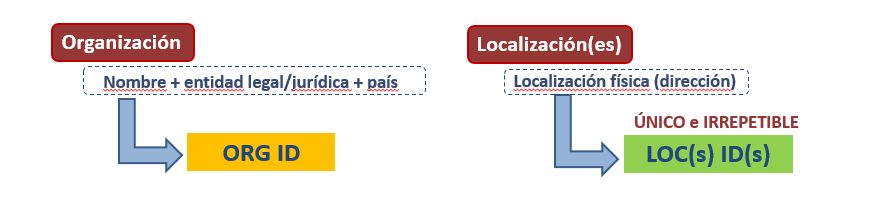 Organización
Nombre + entidad legal/jurídica + país
ORG ID
Localización(es)
Localización física (dirección)
ÚNICO e IRREPETIBLE
LOC(s) ID(s)